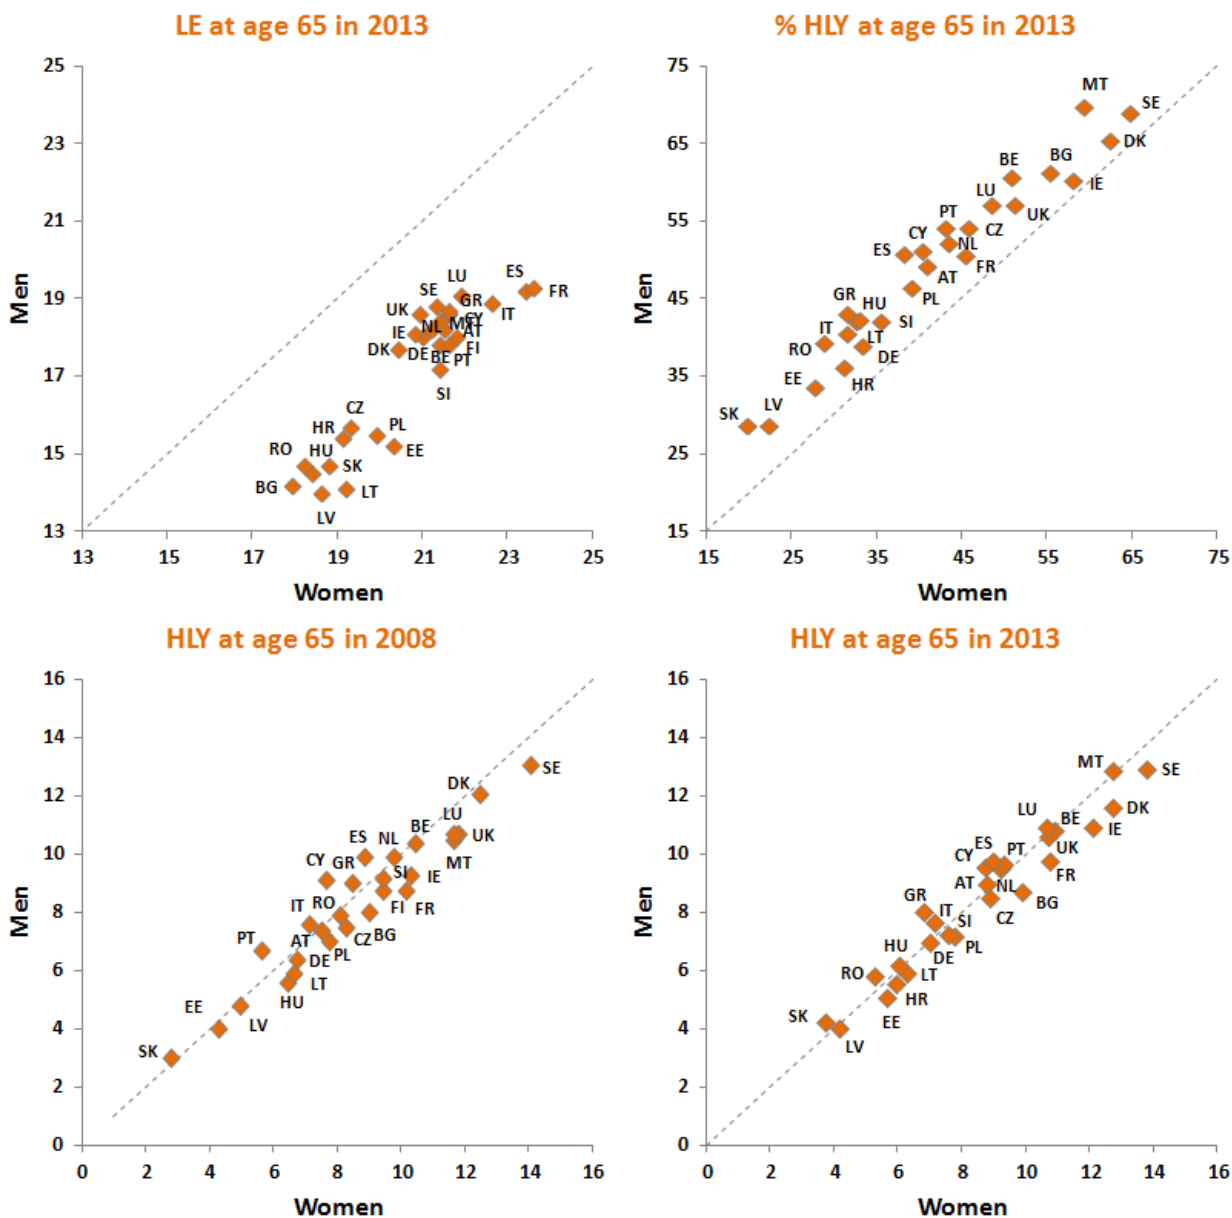 LE at age 65 in 2013
25
23
21
19
17
15
13
Men
ES
FR
LU
SE
GR
IT
UK
CY
NL
MT
IE
AT
DK
DE
BE
FI
PT
SI
CZ
HR
PL
RO
HU
EE
SK
BG
LT
LV
13 15 17 19 21 23 25
Women
% HLY at age 65 in 2013
75
65
55
45
35
25
15
Men
MT
SE
DK
BE
BG
IE
LU
UK
PT
CZ
CY
NL
ES
FR
AT
PL
GR
HU
SI
IT
LT
RO
DE
EE
HR
SK
LV
15 25 35 45 55 65 75
Women
HLY at age 65 in 2008
16
14
12
10
8
6
4
2
0
Men
SE
DK
LU
BE
UK
ES
NL
MT
CY
GR
SI
IE
IT
RO
FI
FR
PT
AT
CZ
BG
PL
DE
LT
HU
EE
LV
SK
0 2 4 6 8 10 12 14 16
Women
HLY at age 65 in 2013
16
14
12
10
8
6
4
2
0
Men
MT
SE
DK
LU
BE
IE
ES
PT
UK
CY
FR
AT
NL
BG
GR
IT
CZ
SI
HU
DE
PL
RO
LT
HR
EE
SK
LV
0 2 4 6 8 10 12 14 16
Women